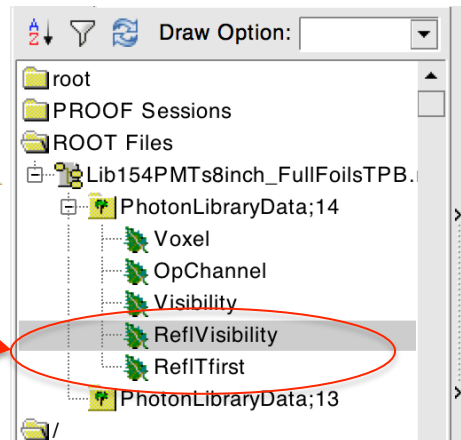 Draw Option:
root
PROOF Sessions
ROOT Files
Lib154PMTs8inch_FullFoilsTPB.
PhotonLibraryData;14
Voxel
OpChannel
Visibility
ReflVisibility
ReflTfirst
PhotonLibraryData;13
/